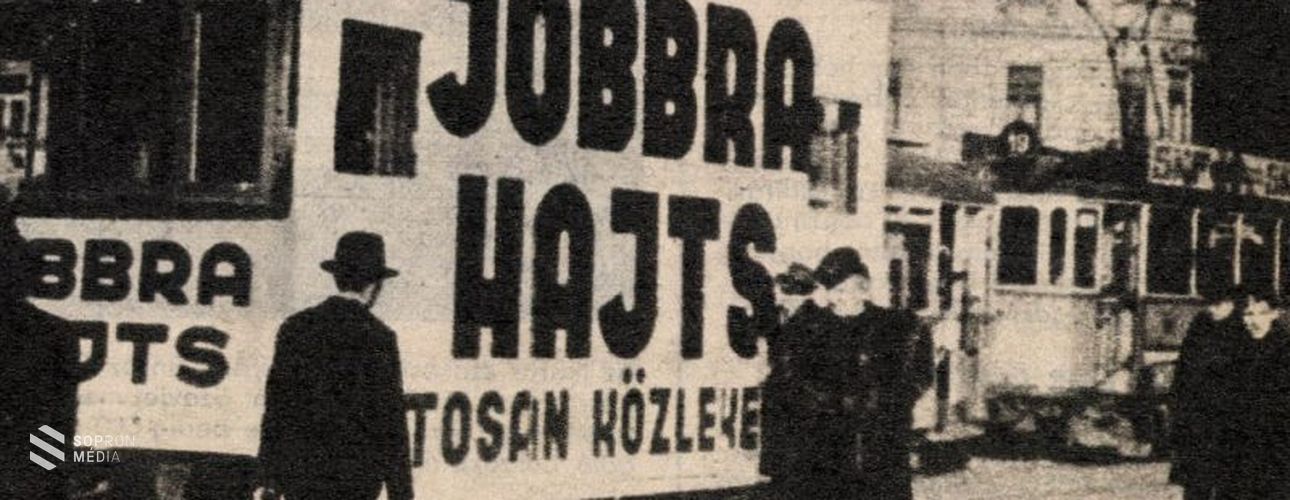 JOBBRA
HAJTS
TOSAN KÖZLEKE
BBRA
JTS
SOPRON
MÉDIA